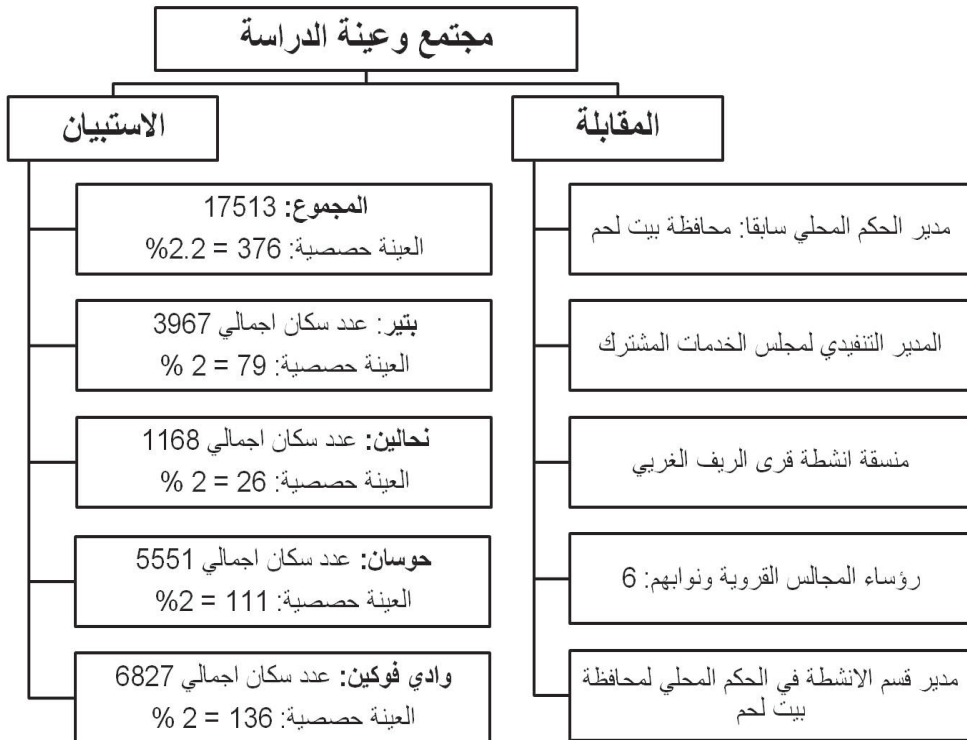 مجتمع وعينة الدراسة
المقابلة
مدير الحكم المحلي سابقا: محافظة بيت لحم
المدير التنفيدي لمجلس الخدمات المشترك
منسقة انشطة قرى الريف الغربي
رؤساء المجالس القروية ونوابهم: 6
مدير قسم الانشطة في الحكم المحلي لمحافظة
بيت لحم
الاستبيان
المجموع: 17513
العينة حصصية: 376 = 2.2%
بتير: عدد سكان اجمالي 3967
العينة حصصية: 79 = 2 %
نحالين: عدد سكان اجمالي 1168
العينة حصصية: 26 = 2 %
حوسان: عدد سكان اجمالي 5551
العينة حصصية: 111 = 2%
وادي فوكين: عدد سكان اجمالي 6827
العينة حصصية: 136 = 2 %